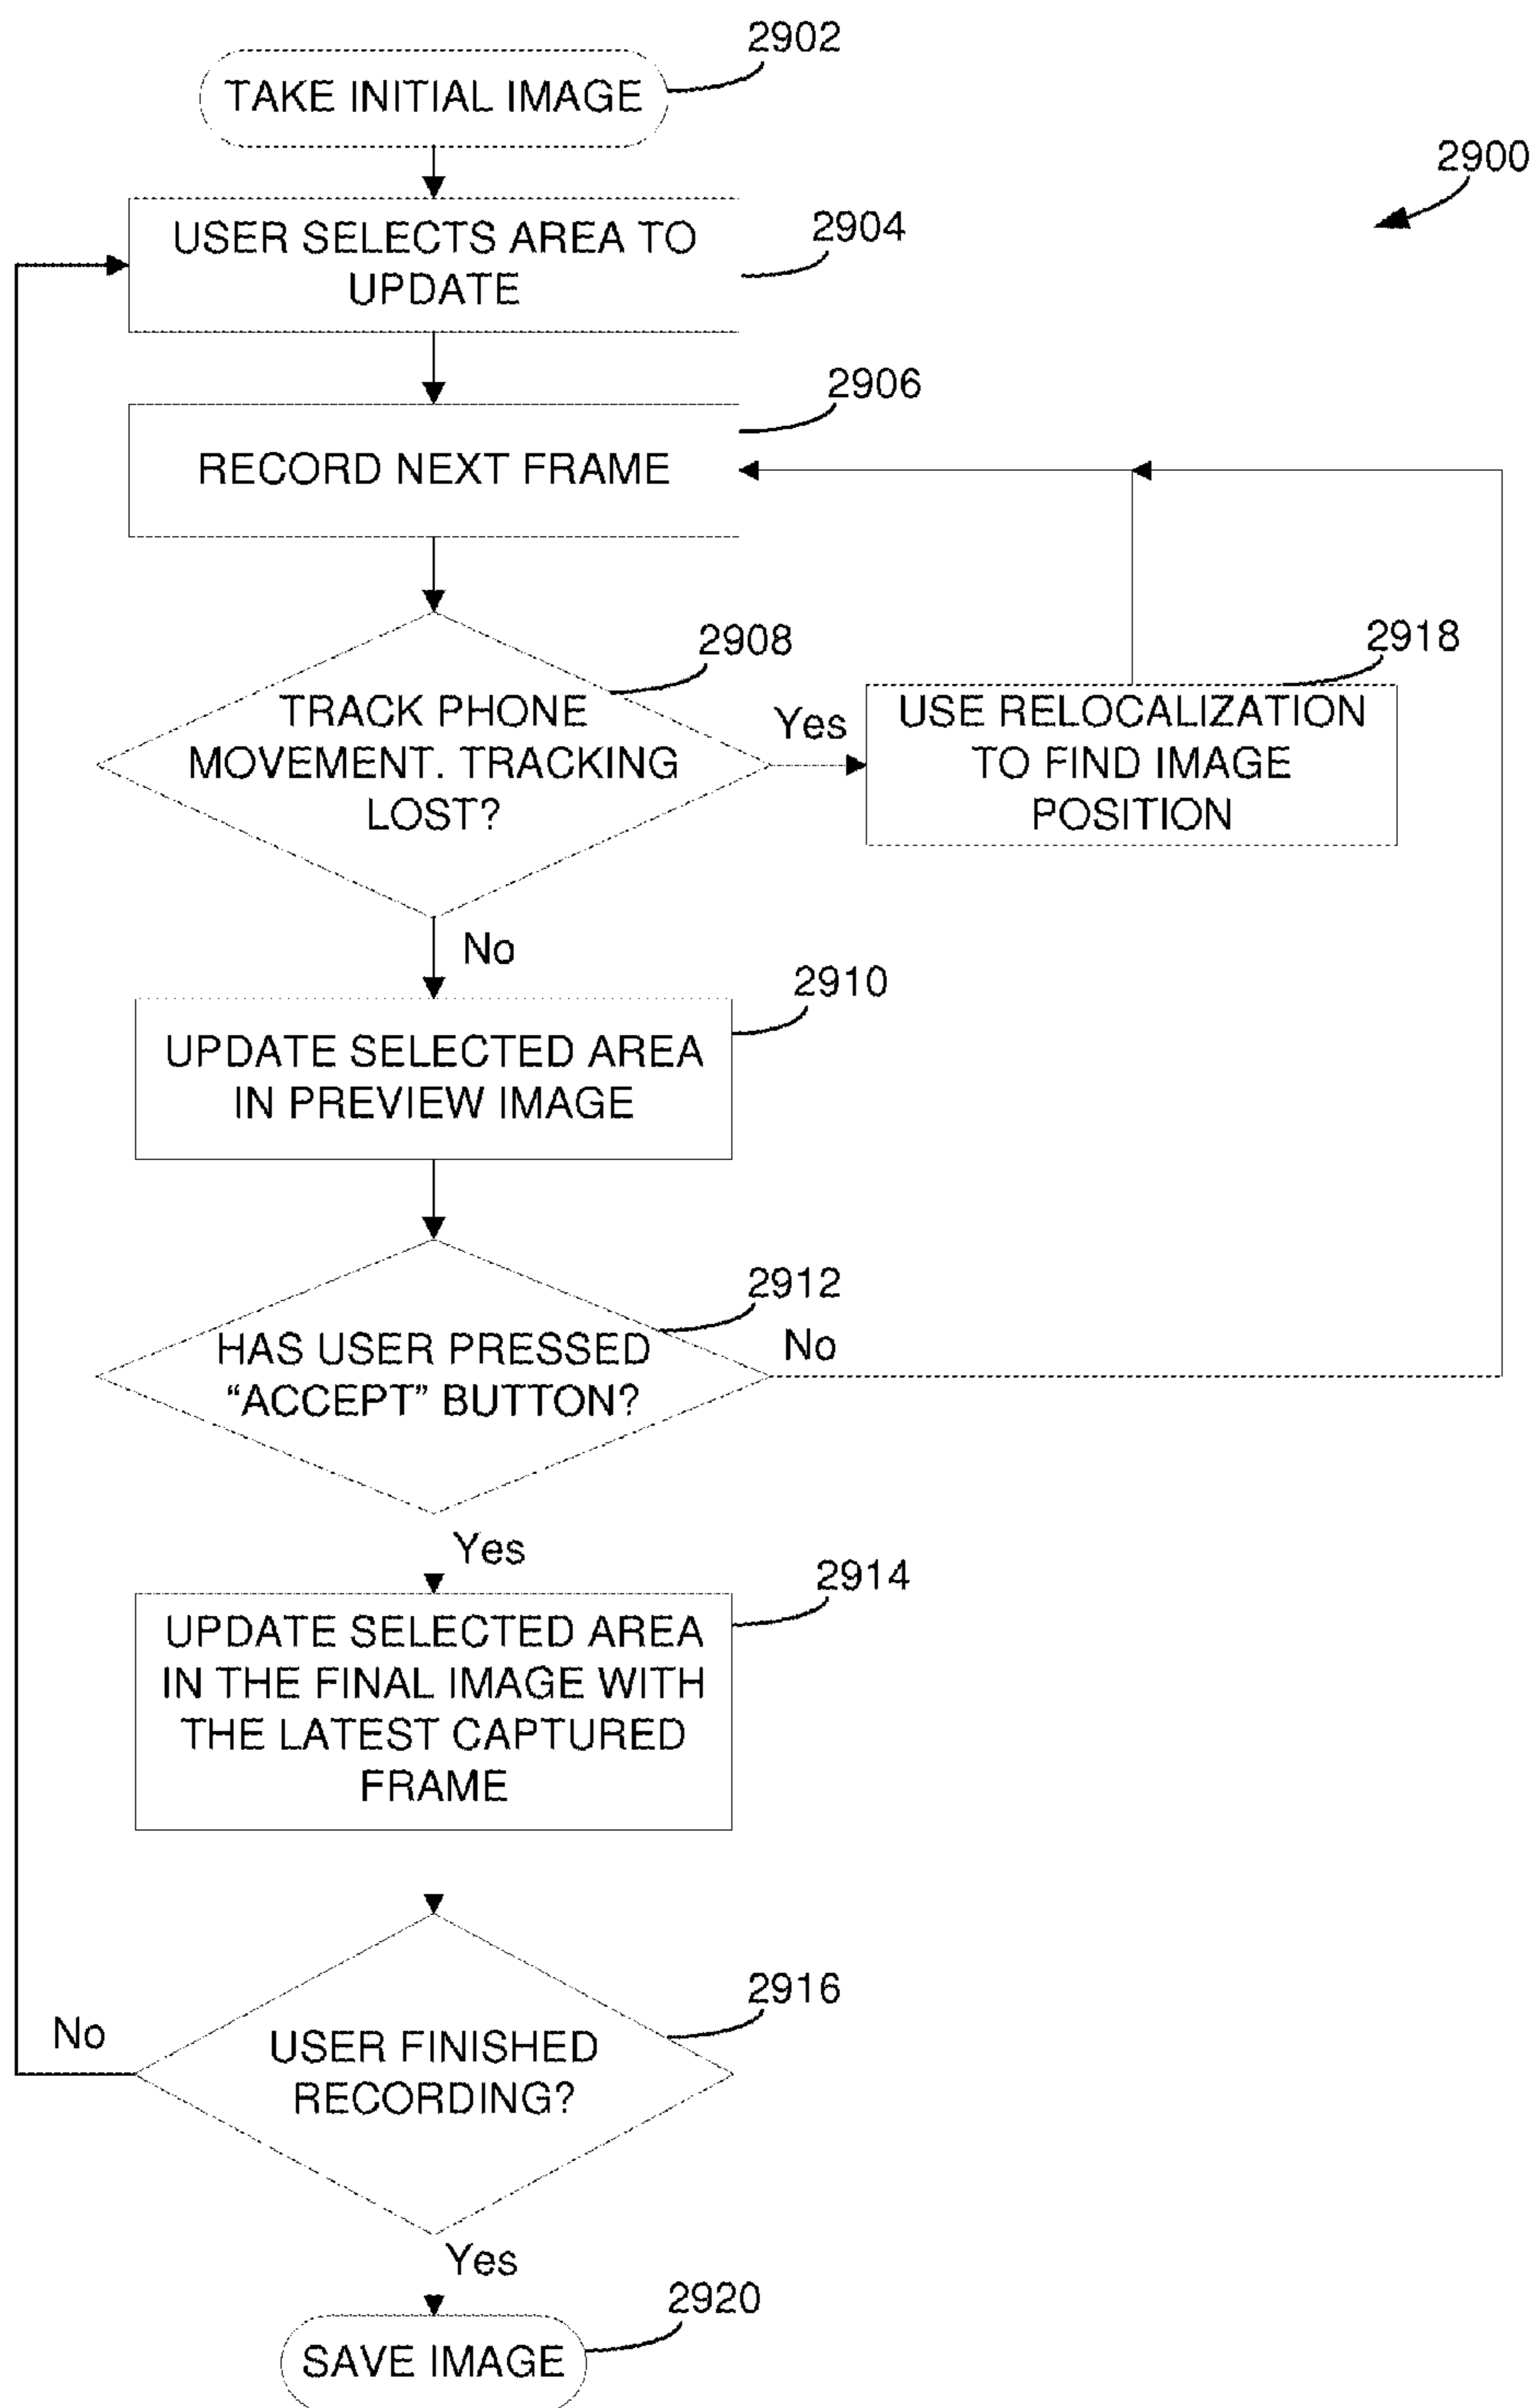 2902
TAKE INITIAL IMAGE
2900
USER SELECTS AREA TO
UPDATE
2904
2906
RECORD NEXT FRAME
2908
TRACK PHONE
MOVEMENT. TRACKING
LOST?
Yes
2918
USE RELOCALIZATION
TO FIND IMAGE
POSITION
No
2910
UPDATE SELECTED AREA
IN PREVIEW IMAGE
2912
HAS USER PRESSED
“ACCEPT” BUTTON?
No
Yes
2914
UPDATE SELECTED AREA
IN THE FINAL IMAGE WITH
THE LATEST CAPTURED
FRAME
2916
USER FINISHED
RECORDING?
No
Yes
2920
SAVE IMAGE